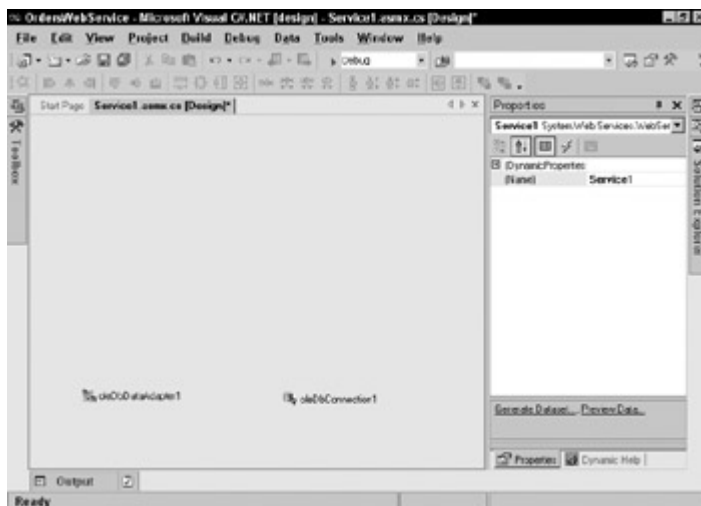 OrdersWebService - Microsoft Visual C#.NET [design] - Service1.asmx.cs [Design]*
File Edit View Project Build Debug Data Tools Window Help
Debug
Start Page Service1.asmx.cs [Design]*
Toolbox
Properties
Service1 System.Web.Services.WebSer
(DynamicProperties
(Name) Service1
Solution Explorer
oleDbDataAdapter1
oleDbConnection1
Generate Dataset... Preview Data...
Properties Dynamic Help
Output
Ready